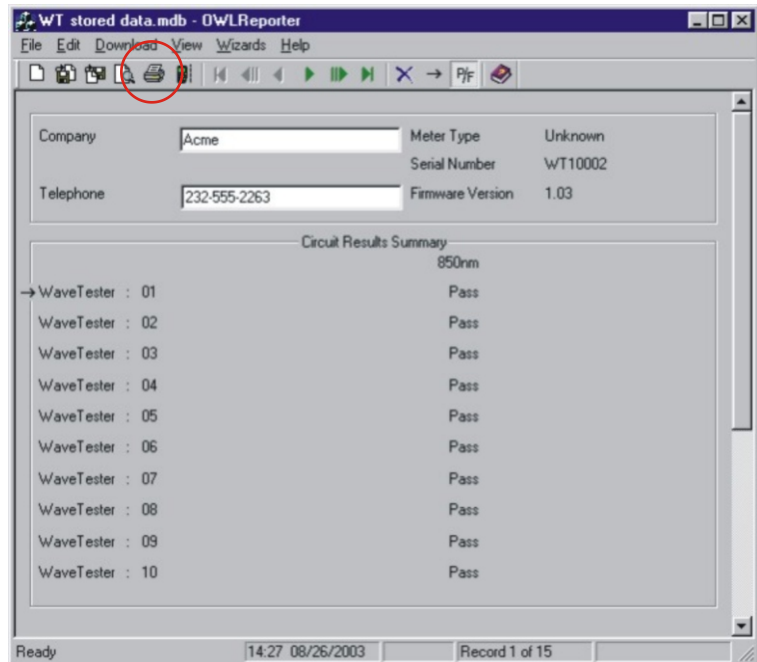 WT stored data.mdb - OWLReporter
File Edit Download View Wizards Help
P/F
Company Acme Meter Type Unknown
Serial Number WT10002
Telephone 232-555-2263 Firmware Version 1.03
Circuit Results Summary
850nm
WaveTester : 01 Pass
WaveTester : 02 Pass
WaveTester : 03 Pass
WaveTester : 04 Pass
WaveTester : 05 Pass
WaveTester : 06 Pass
WaveTester : 07 Pass
WaveTester : 08 Pass
WaveTester : 09 Pass
WaveTester : 10 Pass
Ready 14:27 08/26/2003 Record 1 of 15